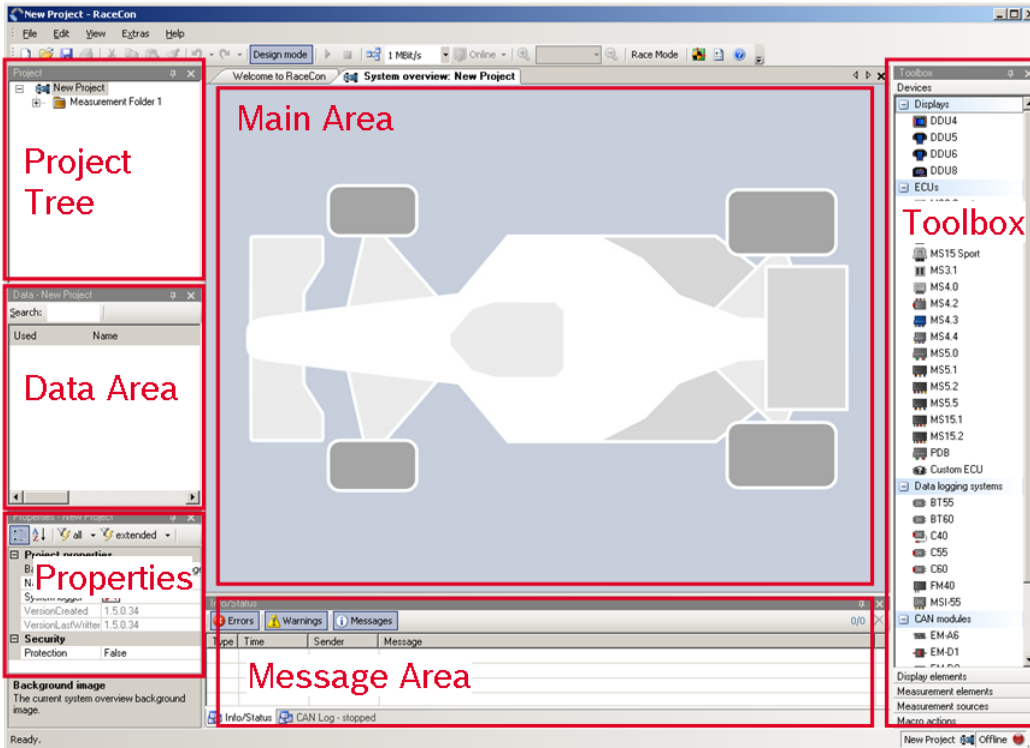 New Project - RaceCon
File Edit View Extras Help
Design mode 1 MBit/s Online Race Mode
Project
New Project
Measurement Folder 1
Project
Tree
Data - New Project
Search:
Used Name
Data Area
Properties - New Project
all extended
Project properties
Properties
VersionCreated 1.5.0.34
VersionLastWritter 1.5.0.34
Security
Protection False
Background image
The current system overview background
image.
Welcome to RaceCon System overview: New Project
Main Area
Info/Status
Errors Warnings Messages 0/0
Type Time Sender Message
Message Area
Info/Status CAN Log - stopped
Toolbox
Devices
Displays
DDU4
DDU5
DDU6
DDU8
ECUs
Toolbox
MS15 Sport
MS3.1
MS4.0
MS4.2
MS4.3
MS4.4
MS5.0
MS5.1
MS5.2
MS5.5
MS15.1
MS15.2
PDB
Custom ECU
Data logging systems
BT55
BT60
C40
C55
C60
FM40
MSI-55
CAN modules
EM-A6
EM-D1
Display elements
Measurement elements
Measurement sources
Macro actions
Ready. New Project Offline